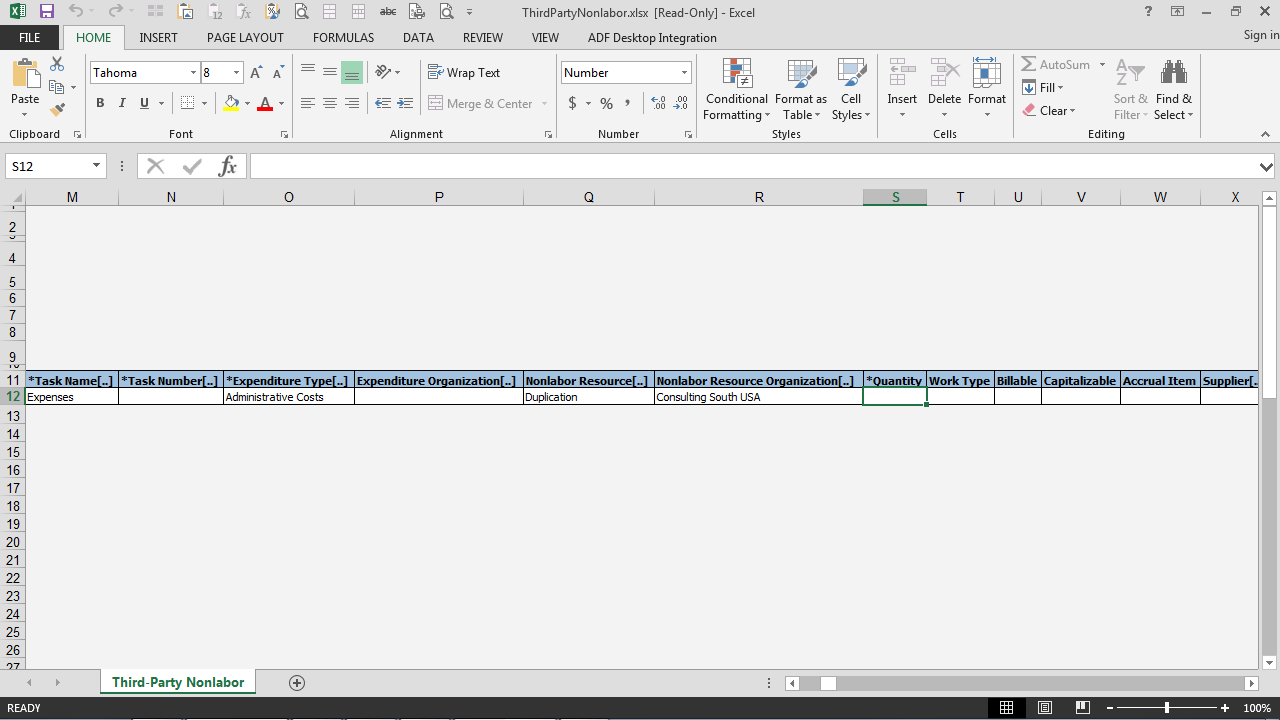 ThirdPartyNonlabor.xlsx [Read-Only] - Excel
FILE HOME INSERT PAGE LAYOUT FORMULAS DATA REVIEW VIEW ADF Desktop Integration Sign in
Tahoma 8 Wrap Text Number AutoSum
Paste Conditional Formatting Format as Table Cell Styles Insert Delete Format Fill Sort & Filter Find & Select
B I U Merge & Center $ % , Clear
Clipboard Font Alignment Number Styles Cells Editing
S12 fx
M N O P Q R S T U V W X
2
4
5
6
7
8
9
11 *Task Name[..] *Task Number[..] *Expenditure Type[..] Expenditure Organization[..] Nonlabor Resource[..] Nonlabor Resource Organization[..] *Quantity Work Type Billable Capitalizable Accrual Item Supplier[..
12 Expenses Administrative Costs Duplication Consulting South USA
13
14
15
16
17
18
19
20
21
22
23
24
25
26
27
Third-Party Nonlabor
READY 100%